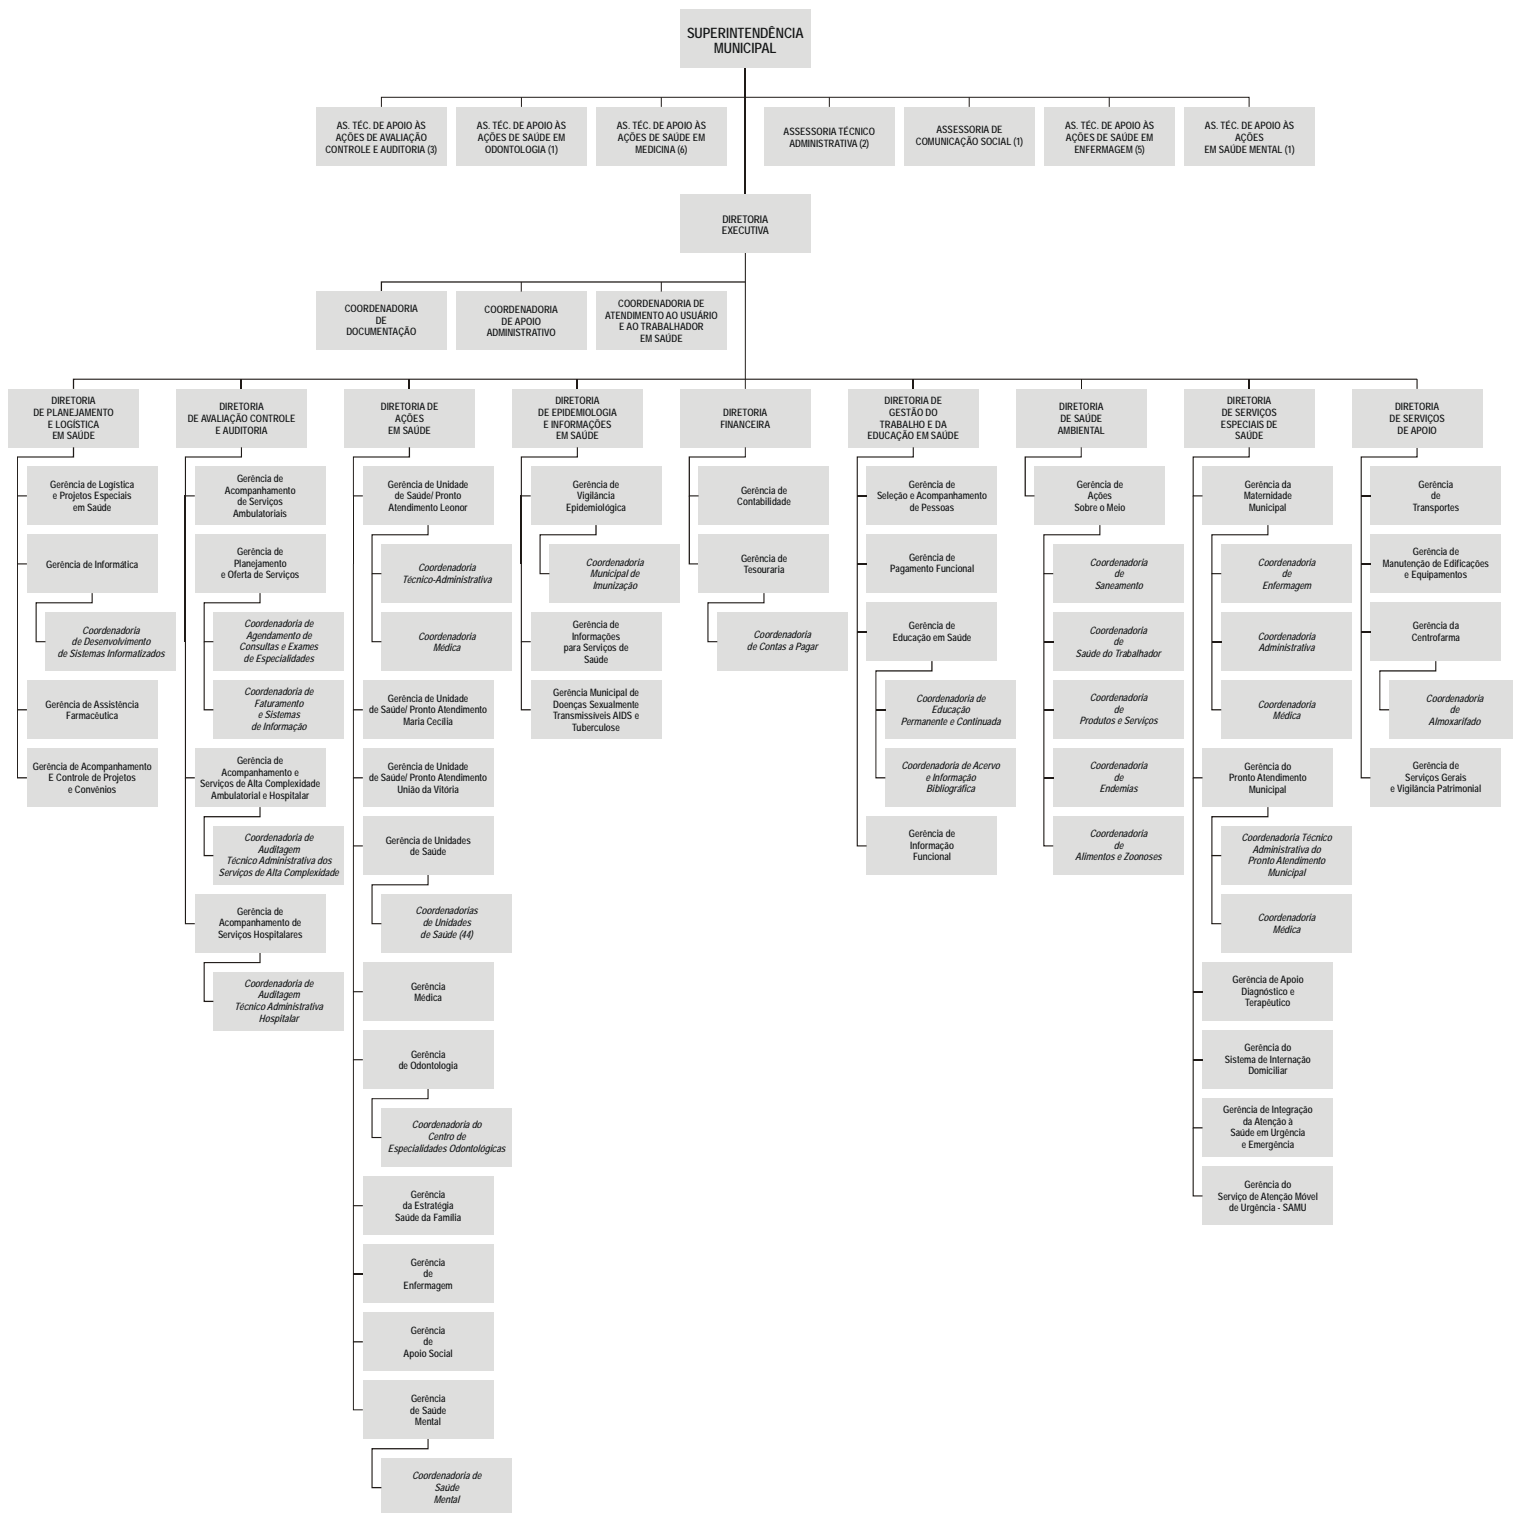 SUPERINTENDÊNCIA
MUNICIPAL
AS. TÉC. DE APOIO ÀS
AÇÕES DE AVALIAÇÃO
CONTROLE E AUDITORIA (3)
AS. TÉC. DE APOIO ÀS
AÇÕES DE SAÚDE EM
ODONTOLOGIA (1)
AS. TÉC. DE APOIO ÀS
AÇÕES DE SAÚDE EM
MEDICINA (6)
ASSESSORIA TÉCNICO
ADMINISTRATIVA (2)
ASSESSORIA DE
COMUNICAÇÃO SOCIAL (1)
AS. TÉC. DE APOIO ÀS
AÇÕES DE SAÚDE EM
ENFERMAGEM (5)
AS. TÉC. DE APOIO ÀS
AÇÕES
EM SAÚDE MENTAL (1)
DIRETORIA
EXECUTIVA
COORDENADORIA
DE
DOCUMENTAÇÃO
COORDENADORIA
DE APOIO
ADMINISTRATIVO
COORDENADORIA DE
ATENDIMENTO AO USUÁRIO
E AO TRABALHADOR
EM SAÚDE
DIRETORIA
DE PLANEJAMENTO
E LOGÍSTICA
EM SAÚDE
Gerência de Logística
e Projetos Especiais
em Saúde
Gerência de Informática
Coordenadoria
de Desenvolvimento
de Sistemas Informatizados
Gerência de Assistência
Farmacêutica
Gerência de Acompanhamento
E Controle de Projetos
e Convênios
DIRETORIA
DE AVALIAÇÃO CONTROLE
E AUDITORIA
Gerência de
Acompanhamento
de Serviços
Ambulatoriais
Gerência de
Planejamento
e Oferta de Serviços
Coordenadoria de
Agendamento de
Consultas e Exames
de Especialidades
Coordenadoria de
Faturamento
e Sistemas
de Informação
Gerência de
Acompanhamento e
Serviços de Alta Complexidade
Ambulatorial e Hospitalar
Coordenadoria de
Auditagem
Técnico Administrativa dos
Serviços de Alta Complexidade
Gerência de
Acompanhamento de
Serviços Hospitalares
Coordenadoria de
Auditagem
Técnico Administrativa
Hospitalar
DIRETORIA DE
AÇÕES
EM SAÚDE
Gerência de Unidade
de Saúde/ Pronto
Atendimento Leonor
Coordenadoria
Técnico-Administrativa
Coordenadoria
Médica
Gerência de Unidade
de Saúde/ Pronto Atendimento
Maria Cecília
Gerência de Unidade
de Saúde/ Pronto Atendimento
União da Vitória
Gerência de Unidades
de Saúde
Coordenadorias
de Unidades
de Saúde (44)
Gerência
Médica
Gerência
de Odontologia
Coordenadoria do
Centro de
Especialidades Odontológicas
Gerência
da Estratégia
Saúde da Família
Gerência
de
Enfermagem
Gerência
de
Apoio Social
Gerência
de Saúde
Mental
Coordenadoria de
Saúde
Mental
DIRETORIA
DE EPIDEMIOLOGIA
E INFORMAÇÕES
EM SAÚDE
Gerência de
Vigilância
Epidemiológica
Coordenadoria
Municipal de
Imunização
Gerência de
Informações
para Serviços de
Saúde
Gerência Municipal de
Doenças Sexualmente
Transmissíveis AIDS e
Tuberculose
DIRETORIA
FINANCEIRA
Gerência de
Contabilidade
Gerência de
Tesouraria
Coordenadoria
de Contas a Pagar
DIRETORIA DE
GESTÃO DO
TRABALHO E DA
EDUCAÇÃO EM SAÚDE
Gerência de
Seleção e Acompanhamento
de Pessoas
Gerência de
Pagamento Funcional
Gerência de
Educação em Saúde
Coordenadoria de
Educação
Permanente e Continuada
Coordenadoria de Acervo
e Informação
Bibliográfica
Gerência de
Informação
Funcional
DIRETORIA
DE SAÚDE
AMBIENTAL
Gerência de
Ações
Sobre o Meio
Coordenadoria
de
Saneamento
Coordenadoria
de
Saúde do Trabalhador
Coordenadoria
de
Produtos e Serviços
Coordenadoria
de
Endemias
Coordenadoria
de
Alimentos e Zoonoses
DIRETORIA
DE SERVIÇOS
ESPECIAIS DE
SAÚDE
Gerência da
Maternidade
Municipal
Coordenadoria
de
Enfermagem
Coordenadoria
Administrativa
Coordenadoria
Médica
Gerência do
Pronto Atendimento
Municipal
Coordenadoria Técnico
Administrativa do
Pronto Atendimento
Municipal
Coordenadoria
Médica
Gerência de Apoio
Diagnóstico e
Terapêutico
Gerência do
Sistema de Internação
Domiciliar
Gerência de Integração
da Atenção à
Saúde em Urgência
e Emergência
Gerência do
Serviço de Atenção Móvel
de Urgência - SAMU
DIRETORIA
DE SERVIÇOS
DE APOIO
Gerência
de
Transportes
Gerência de
Manutenção de Edificações
e Equipamentos
Gerência da
Centrofarma
Coordenadoria
de
Almoxarifado
Gerência de
Serviços Gerais
e Vigilância Patrimonial